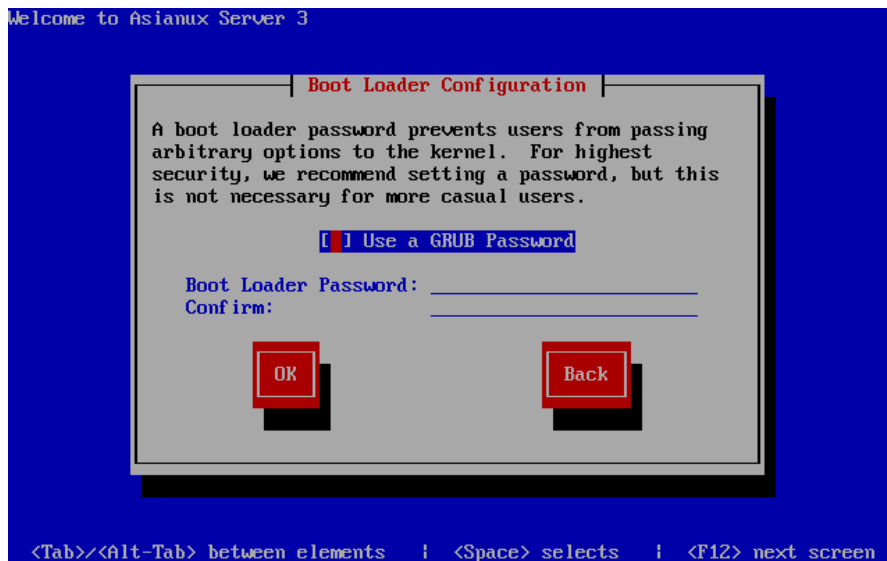 Welcome to Asianux Server 3
Boot Loader Configuration
A boot loader password prevents users from passing
arbitrary options to the kernel.  For highest
security, we recommend setting a password, but this
is not necessary for more casual users.
[ ] Use a GRUB Password
Boot Loader Password:
Confirm:
OK Back
<Tab>/<Alt-Tab> between elements   |  <Space> selects   |  <F12> next screen